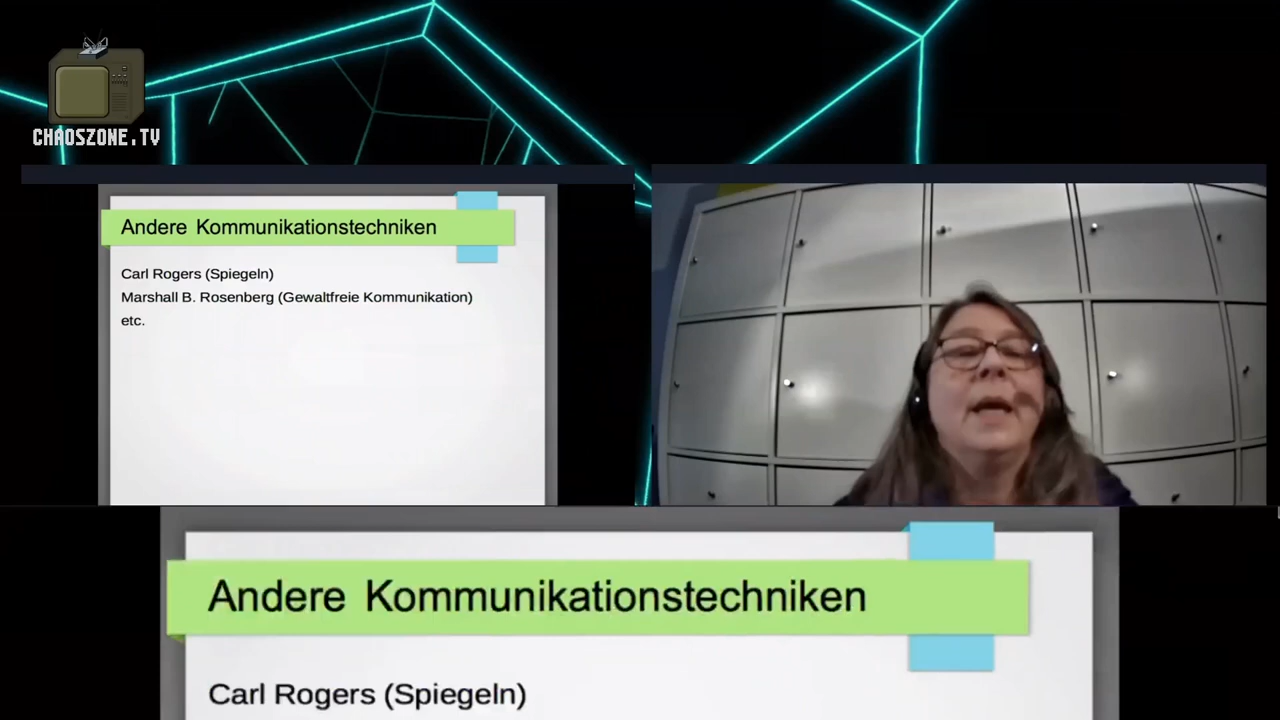 CHAOSZONE.TV
Andere Kommunikationstechniken
Carl Rogers (Spiegeln)
Marshall B. Rosenberg (Gewaltfreie Kommunikation)
etc.
Andere Kommunikationstechniken
Carl Rogers (Spiegeln)